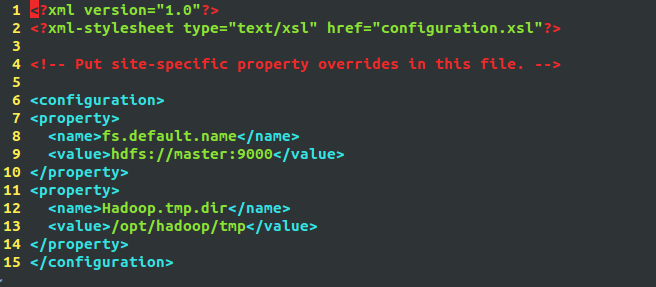 1 <?xml version="1.0"?>
2 <?xml-stylesheet type="text/xsl" href="configuration.xsl"?>
3
4 <!-- Put site-specific property overrides in this file. -->
5
6 <configuration>
7 <property>
8   <name>fs.default.name</name>
9   <value>hdfs://master:9000</value>
10 </property>
11 <property>
12   <name>Hadoop.tmp.dir</name>
13   <value>/opt/hadoop/tmp</value>
14 </property>
15 </configuration>